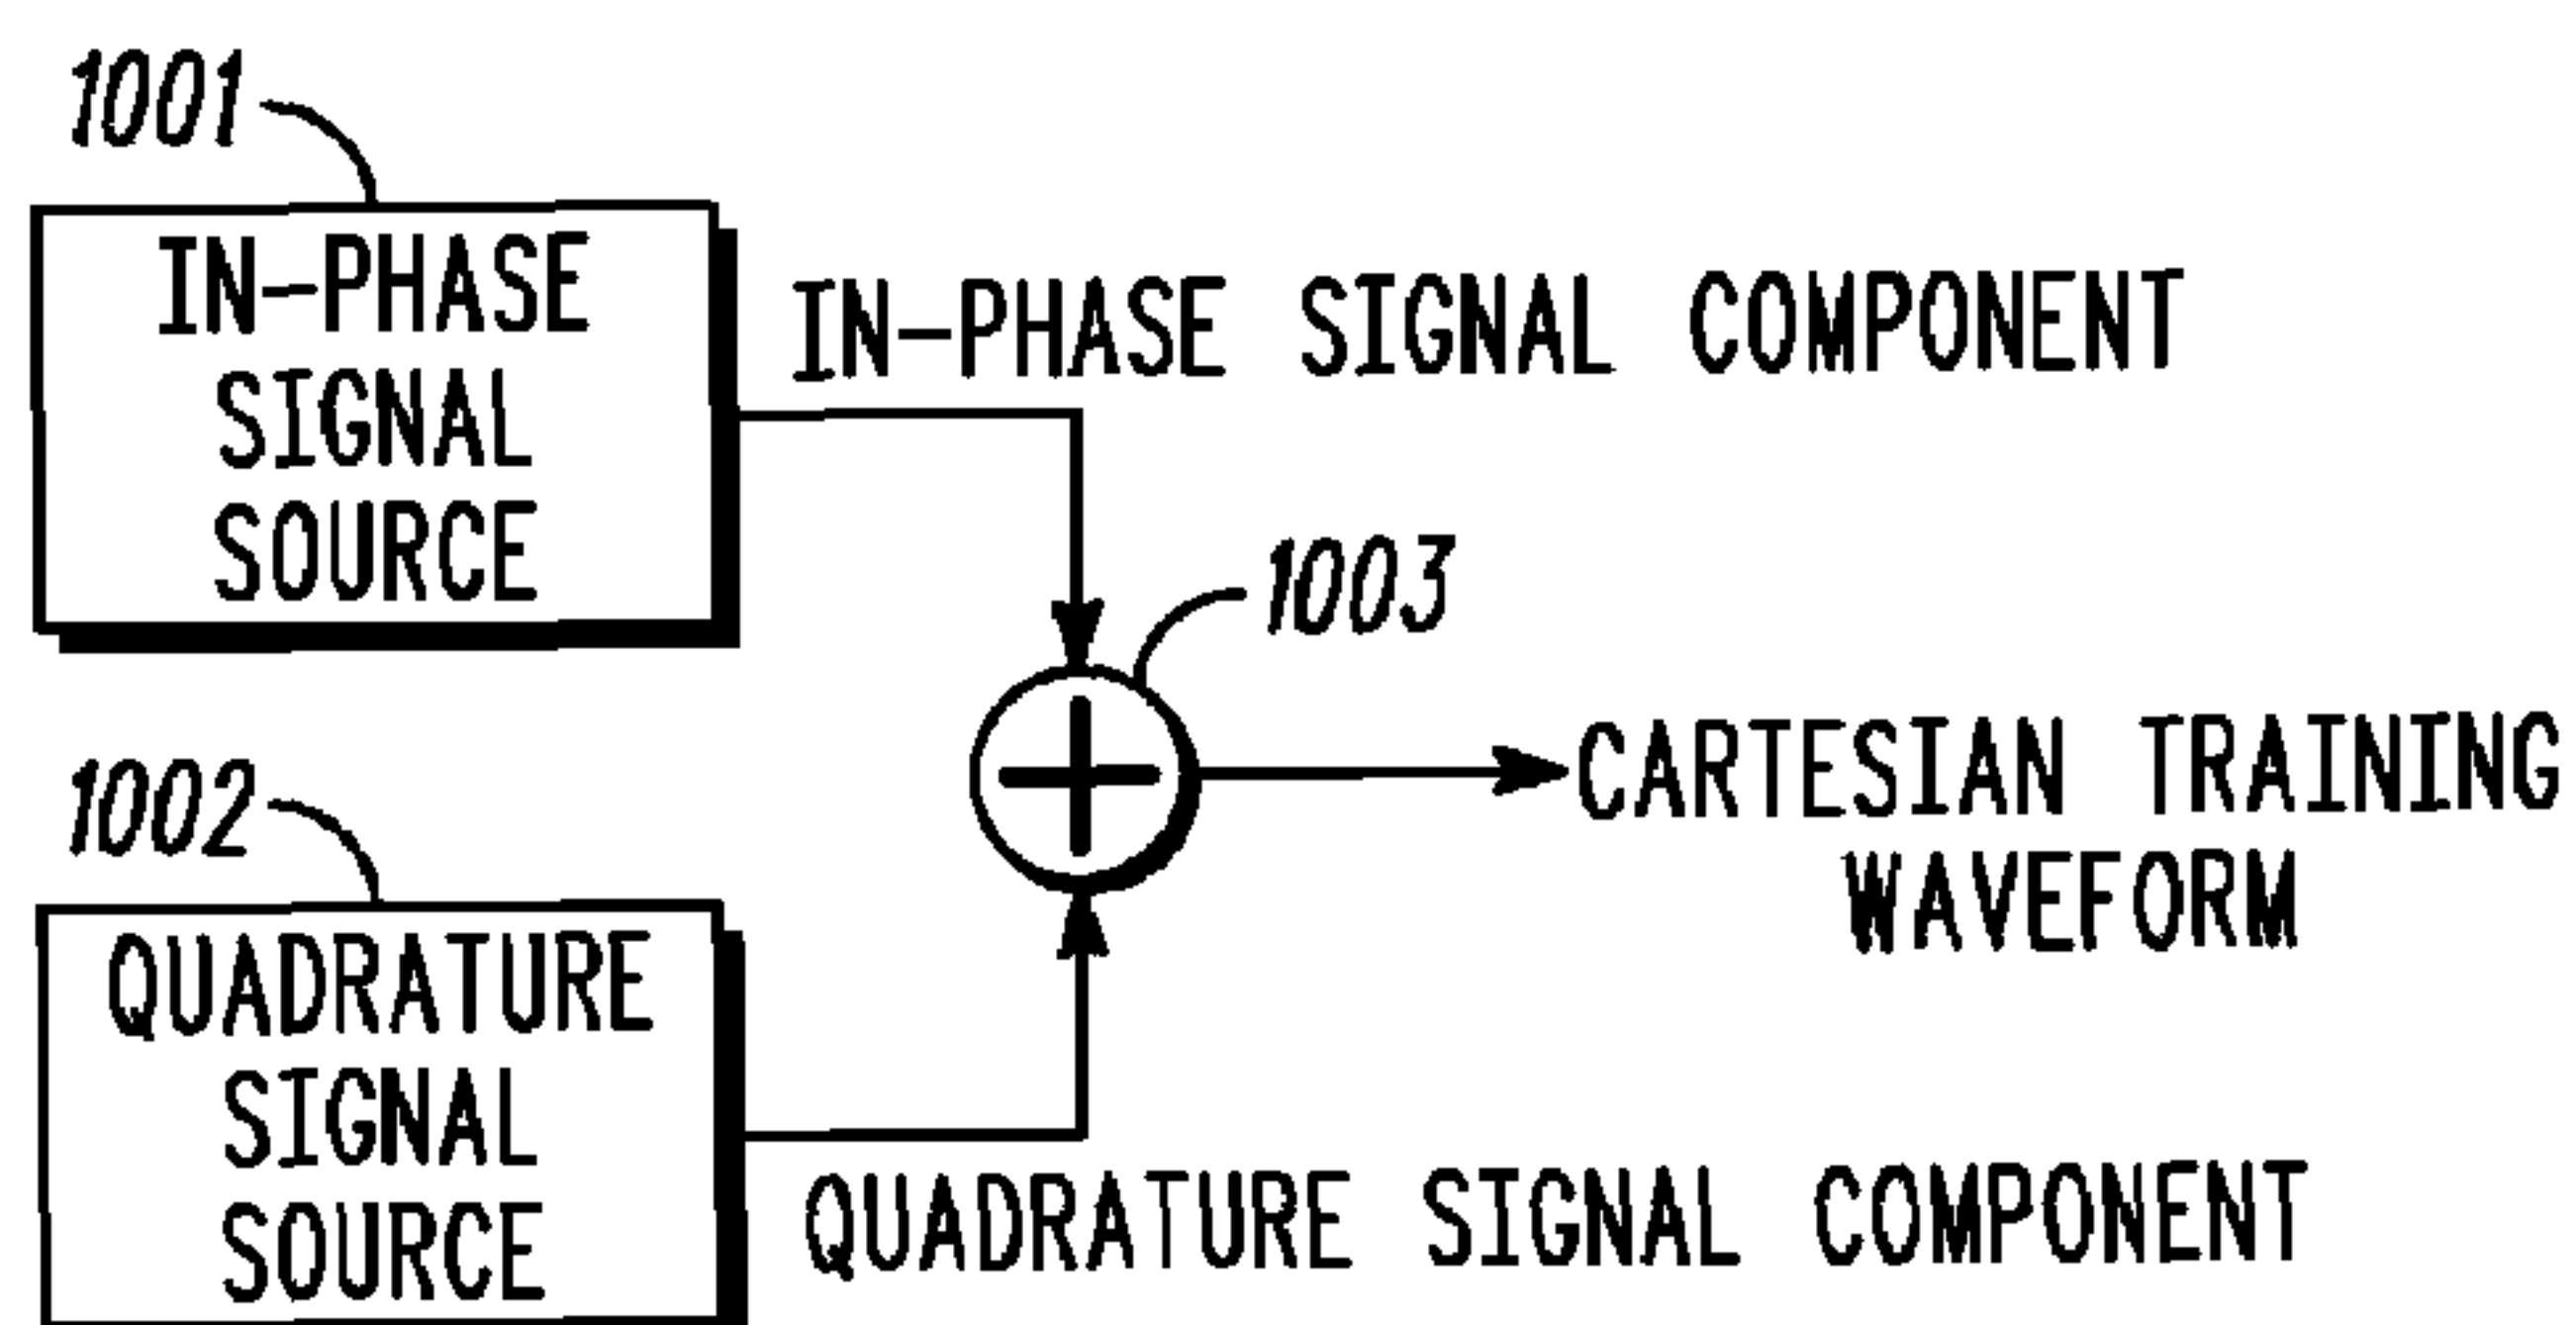 1001
IN-PHASE
SIGNAL
SOURCE
IN-PHASE SIGNAL COMPONENT
1003
CARTESIAN TRAINING
WAVEFORM
1002
QUADRATURE
SIGNAL
SOURCE
QUADRATURE SIGNAL COMPONENT